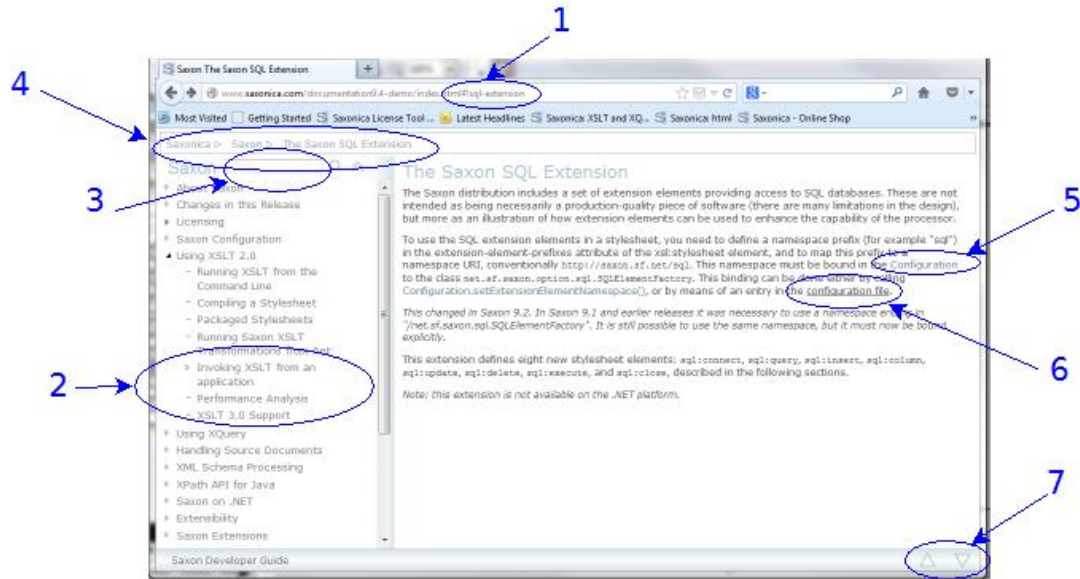 1
4
Saxon The Saxon SQL Extension +
www.saxonica.com/documentation9.4-demo/index.html#!sql-extension
Most Visited Getting Started Saxonica License Tool ... Latest Headlines Saxonica: XSLT and XQ... Saxonica: html Saxonica - Online Shop »
Saxonica ▷ Saxon ▷ The Saxon SQL Extension
Saxon
3
About Saxon
Changes in this Release
Licensing
Saxon Configuration
Using XSLT 2.0
- Running XSLT from the
Command Line
- Compiling a Stylesheet
- Packaged Stylesheets
- Running Saxon XSLT
Transformations from Ant
Invoking XSLT from an
application
- Performance Analysis
- XSLT 3.0 Support
2
Using XQuery
Handling Source Documents
XML Schema Processing
XPath API for Java
Saxon on .NET
Extensibility
Saxon Extensions
The Saxon SQL Extension
The Saxon distribution includes a set of extension elements providing access to SQL databases. These are not
intended as being necessarily a production-quality piece of software (there are many limitations in the design),
but more as an illustration of how extension elements can be used to enhance the capability of the processor.
5
To use the SQL extension elements in a stylesheet, you need to define a namespace prefix (for example "sql")
in the extension-element-prefixes attribute of the xsl:stylesheet element, and to map this prefix to a
namespace URI, conventionally http://saxon.sf.net/sql. This namespace must be bound in the Configuration
to the class net.sf.saxon.option.sql.SQLElementFactory. This binding can be done either by calling
Configuration.setExtensionElementNamespace(), or by means of an entry in the configuration file.
This changed in Saxon 9.2. In Saxon 9.1 and earlier releases it was necessary to use a namespace ending in
"/net.sf.saxon.sql.SQLElementFactory". It is still possible to use the same namespace, but it must now be bound
explicitly.
6
This extension defines eight new stylesheet elements: sql:connect, sql:query, sql:insert, sql:column,
sql:update, sql:delete, sql:execute, and sql:close, described in the following sections.
Note: this extension is not available on the .NET platform.
7
Saxon Developer Guide